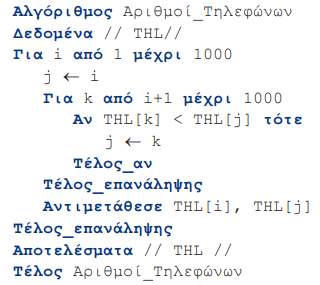 Αλγόριθμος Αριθμοί_Τηλεφώνων
Δεδομένα // THL//
Για i από 1 μέχρι 1000
j ← i
Για k από i+1 μέχρι 1000
Αν THL[k] < THL[j] τότε
j ← k
Τέλος_αν
Τέλος_επανάληψης
Αντιμετάθεσε THL[i], THL[j]
Τέλος_επανάληψης
Αποτελέσματα // THL //
Τέλος Αριθμοί_Τηλεφώνων